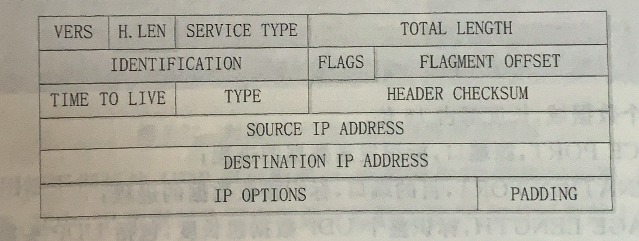 VERS H.LEN SERVICE TYPE TOTAL LENGTH
IDENTIFICATION FLAGS FLAGMENT OFFSET
TIME TO LIVE TYPE HEADER CHECKSUM
SOURCE IP ADDRESS
DESTINATION IP ADDRESS
IP OPTIONS PADDING